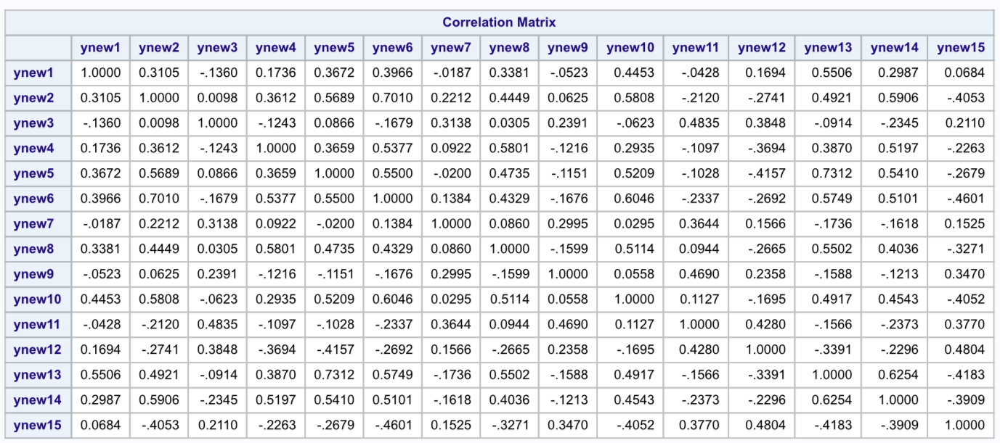 Correlation Matrix
ynew1 ynew2 ynew3 ynew4 ynew5 ynew6 ynew7 ynew8 ynew9 ynew10 ynew11 ynew12 ynew13 ynew14 ynew15
ynew1 1.0000 0.3105 -.1360 0.1736 0.3672 0.3966 -.0187 0.3381 -.0523 0.4453 -.0428 0.1694 0.5506 0.2987 0.0684
ynew2 0.3105 1.0000 0.0098 0.3612 0.5689 0.7010 0.2212 0.4449 0.0625 0.5808 -.2120 -.2741 0.4921 0.5906 -.4053
ynew3 -.1360 0.0098 1.0000 -.1243 0.0866 -.1679 0.3138 0.0305 0.2391 -.0623 0.4835 0.3848 -.0914 -.2345 0.2110
ynew4 0.1736 0.3612 -.1243 1.0000 0.3659 0.5377 0.0922 0.5801 -.1216 0.2935 -.1097 -.3694 0.3870 0.5197 -.2263
ynew5 0.3672 0.5689 0.0866 0.3659 1.0000 0.5500 -.0200 0.4735 -.1151 0.5209 -.1028 -.4157 0.7312 0.5410 -.2679
ynew6 0.3966 0.7010 -.1679 0.5377 0.5500 1.0000 0.1384 0.4329 -.1676 0.6046 -.2337 -.2692 0.5749 0.5101 -.4601
ynew7 -.0187 0.2212 0.3138 0.0922 -.0200 0.1384 1.0000 0.0860 0.2995 0.0295 0.3644 0.1566 -.1736 -.1618 0.1525
ynew8 0.3381 0.4449 0.0305 0.5801 0.4735 0.4329 0.0860 1.0000 -.1599 0.5114 0.0944 -.2665 0.5502 0.4036 -.3271
ynew9 -.0523 0.0625 0.2391 -.1216 -.1151 -.1676 0.2995 -.1599 1.0000 0.0558 0.4690 0.2358 -.1588 -.1213 0.3470
ynew10 0.4453 0.5808 -.0623 0.2935 0.5209 0.6046 0.0295 0.5114 0.0558 1.0000 0.1127 -.1695 0.4917 0.4543 -.4052
ynew11 -.0428 -.2120 0.4835 -.1097 -.1028 -.2337 0.3644 0.0944 0.4690 0.1127 1.0000 0.4280 -.1566 -.2373 0.3770
ynew12 0.1694 -.2741 0.3848 -.3694 -.4157 -.2692 0.1566 -.2665 0.2358 -.1695 0.4280 1.0000 -.3391 -.2296 0.4804
ynew13 0.5506 0.4921 -.0914 0.3870 0.7312 0.5749 -.1736 0.5502 -.1588 0.4917 -.1566 -.3391 1.0000 0.6254 -.4183
ynew14 0.2987 0.5906 -.2345 0.5197 0.5410 0.5101 -.1618 0.4036 -.1213 0.4543 -.2373 -.2296 0.6254 1.0000 -.3909
ynew15 0.0684 -.4053 0.2110 -.2263 -.2679 -.4601 0.1525 -.3271 0.3470 -.4052 0.3770 0.4804 -.4183 -.3909 1.0000